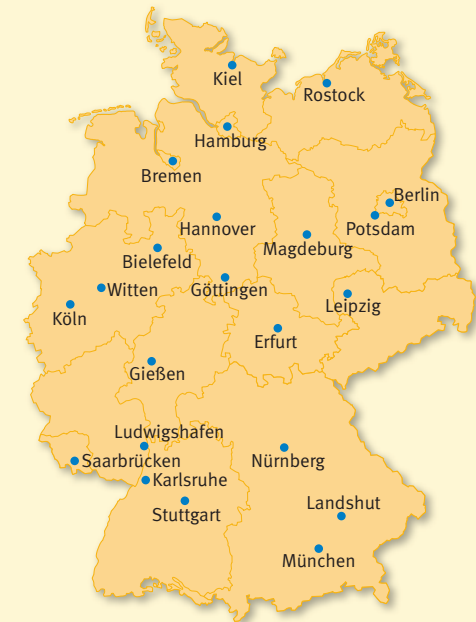 Kiel
Rostock
Hamburg
Bremen
Berlin
Hannover
Potsdam
Magdeburg
Bielefeld
Witten
Göttingen
Leipzig
Köln
Erfurt
Gießen
Ludwigshafen
Saarbrücken
Nürnberg
Karlsruhe
Landshut
Stuttgart
München